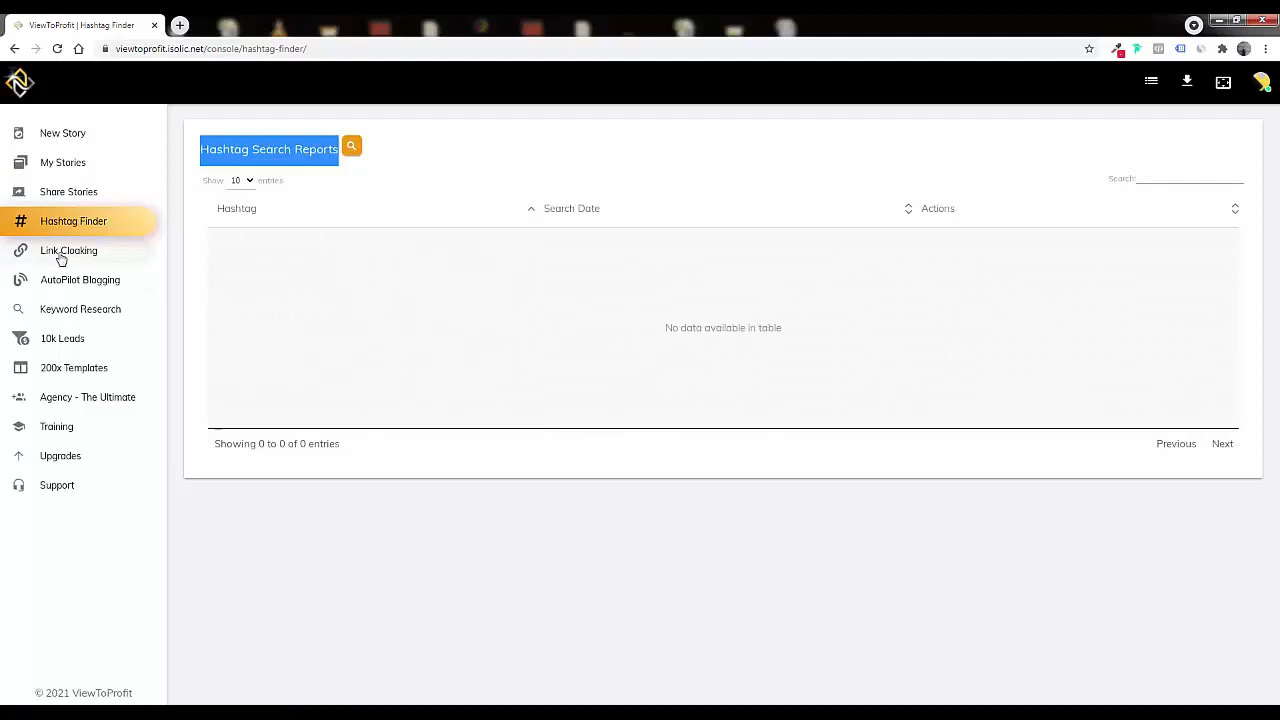 ViewToProfit | Hashtag Finder
viewtoprofit.isolic.net/console/hashtag-finder/
New Story
My Stories
Share Stories
Hashtag Finder
Link Cloaking
AutoPilot Blogging
Keyword Research
10k Leads
200x Templates
Agency - The Ultimate
Training
Upgrades
Support
© 2021 ViewToProfit
Hashtag Search Reports
Show 10 entries
Search:
Hashtag Search Date Actions
No data available in table
Showing 0 to 0 of 0 entries
Previous Next